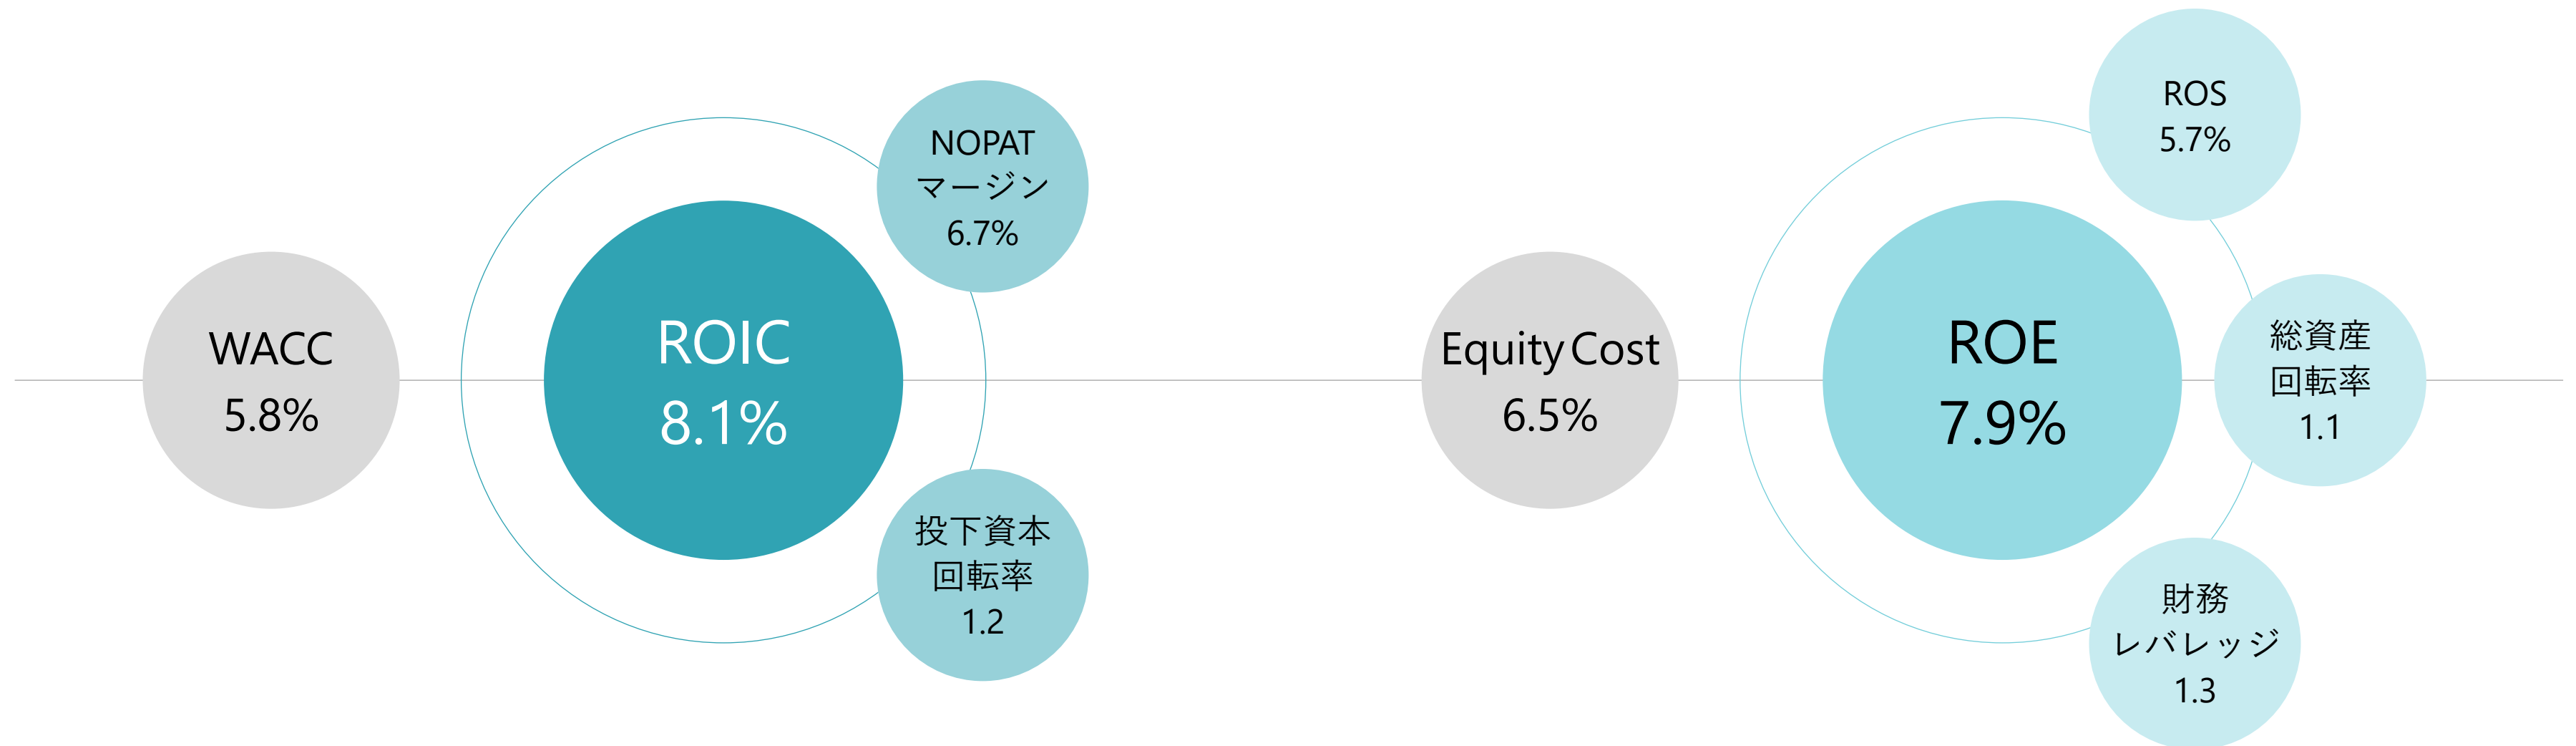 WACC
5.8%
ROIC
8.1%
NOPAT
マージン
6.7%
投下資本
回転率
1.2
Equity Cost
6.5%
ROE
7.9%
ROS
5.7%
総資産
回転率
1.1
財務
レバレッジ
1.3